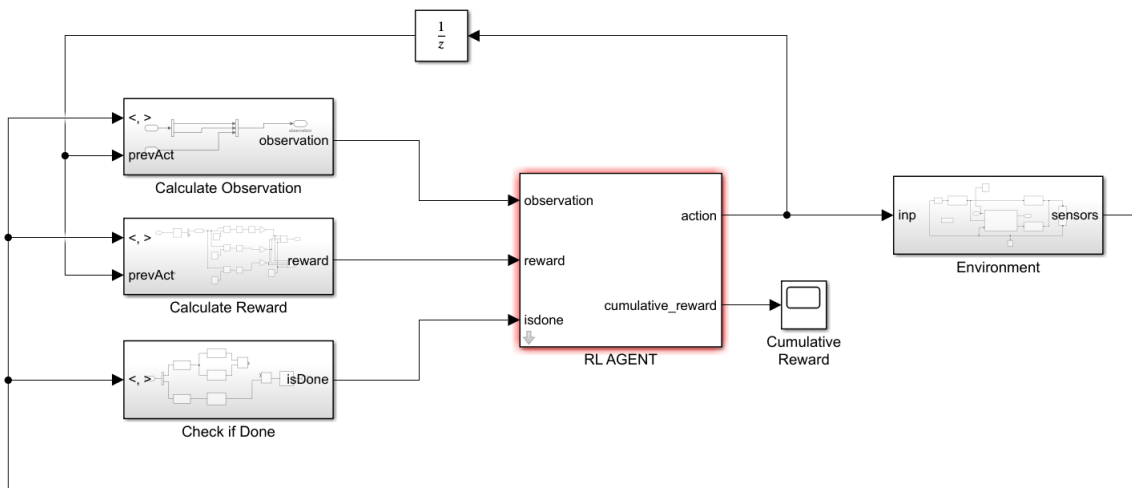 1
z
<, >
observation
observation
prevAct
Calculate Observation
<, >
reward
prevAct
Calculate Reward
<, >
isDone
Check if Done
observation
action
reward
cumulative_reward
isdone
RL AGENT
Cumulative
Reward
inp
sensors
Environment